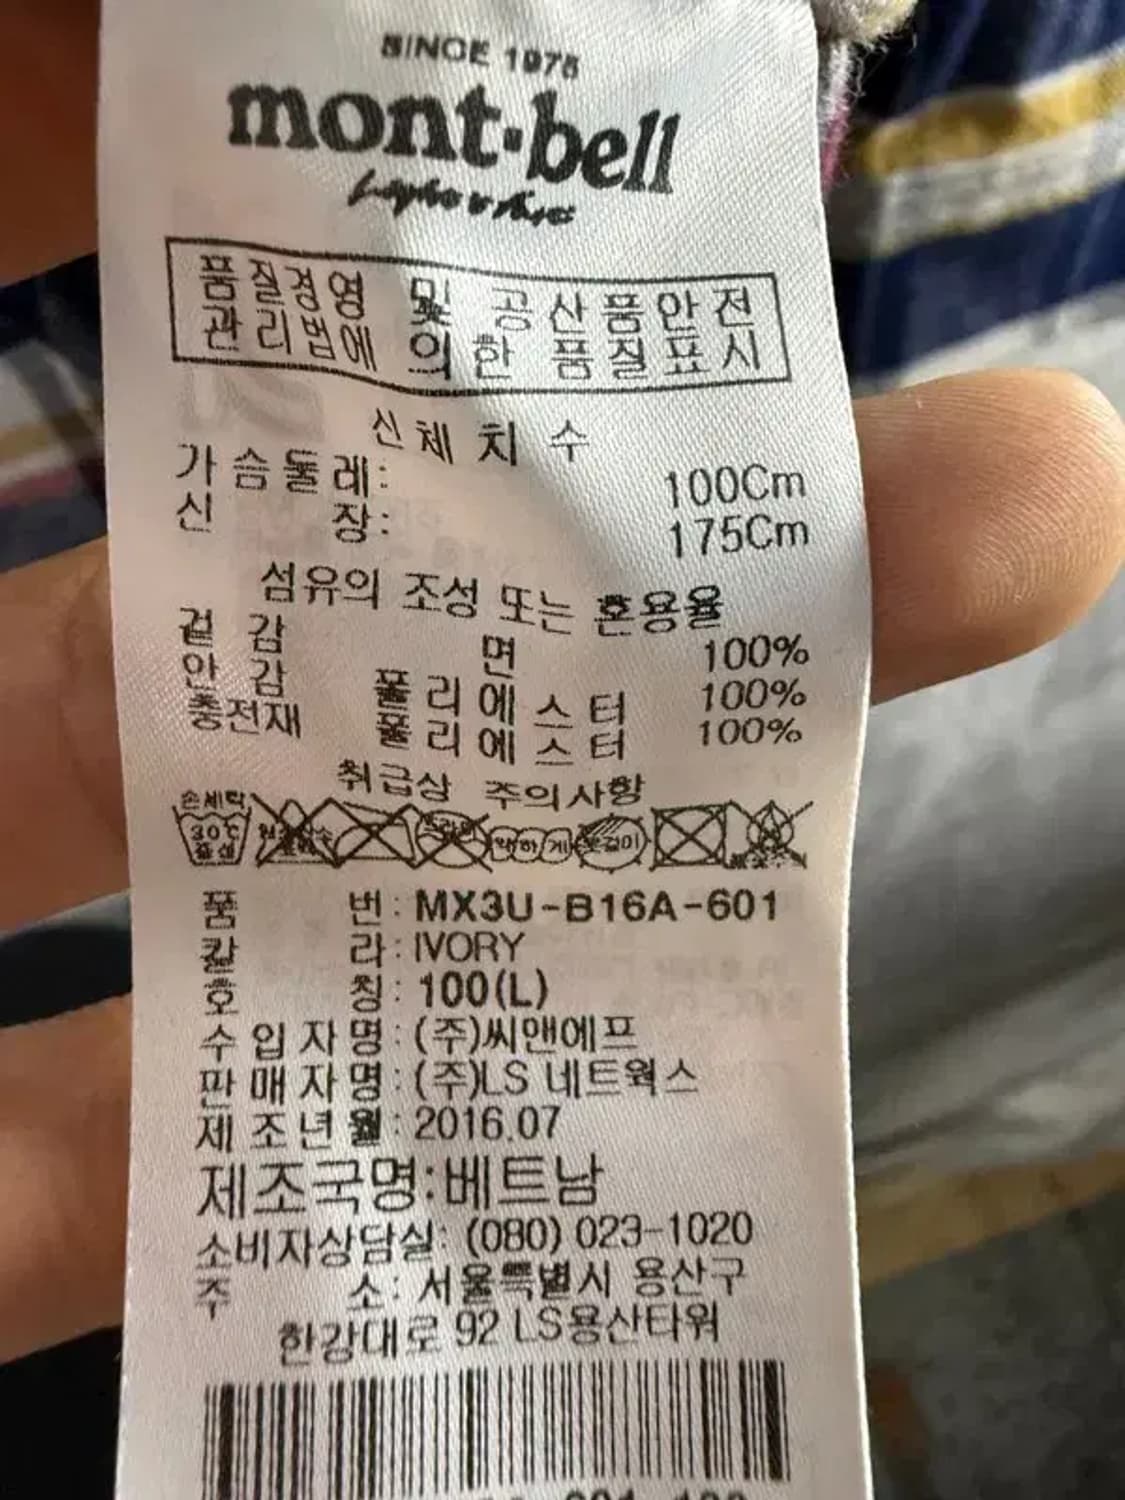 SINCE 1975
mont·bell
품질경영 및 공산품안전
관리법에 의한 품질표시
신체치수
가슴둘레: 100Cm
신 장: 175Cm
섬유의 조성 또는 혼용율
겉감 면 100%
안감 폴리에스터 100%
충전재 폴리에스터 100%
취급상 주의사항
손세탁
30℃
중성
약하게
옷걸이
품 번: MX3U-B16A-601
칼 라: IVORY
호 칭: 100(L)
수입자명: (주)씨앤에프
판매자명: (주)LS 네트웍스
제조년월: 2016.07
제조국명:베트남
소비자상담실: (080) 023-1020
주 소: 서울특별시 용산구
한강대로 92 LS용산타워